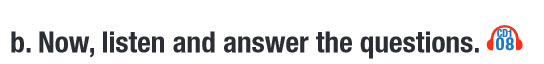 b. Now, listen and answer the questions. CD1
08